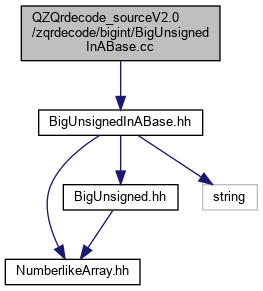 QZQrdecode_sourceV2.0
/zqrdecode/bigint/BigUnsigned
InABase.cc
BigUnsignedInABase.hh
BigUnsigned.hh
string
NumberlikeArray.hh